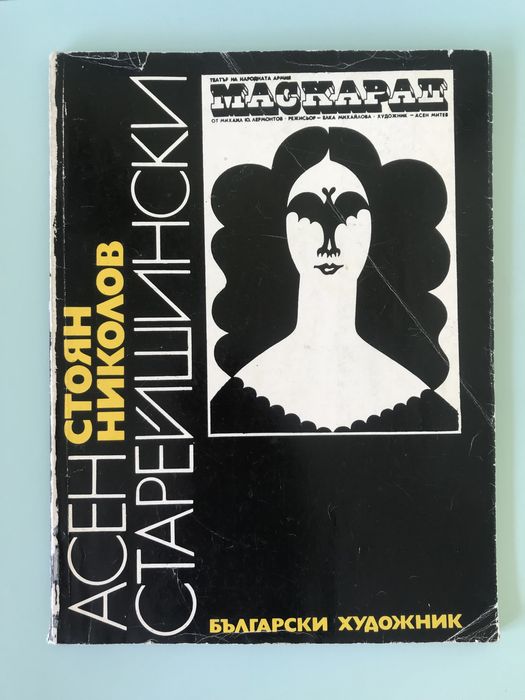 АСЕН
СТАРЕЙШИНСКИ
СТОЯН
НИКОЛОВ
ТЕАТЪР НА НАРОДНАТА АРМИЯ
МАСКАРАД
ОТ МИХАИЛ Ю. ЛЕРМОНТОВ - РЕЖИСЬОР - ВАКА МИХАЙЛОВА - ХУДОЖНИК - АСЕН МИТЕВ
БЪЛГАРСКИ ХУДОЖНИК